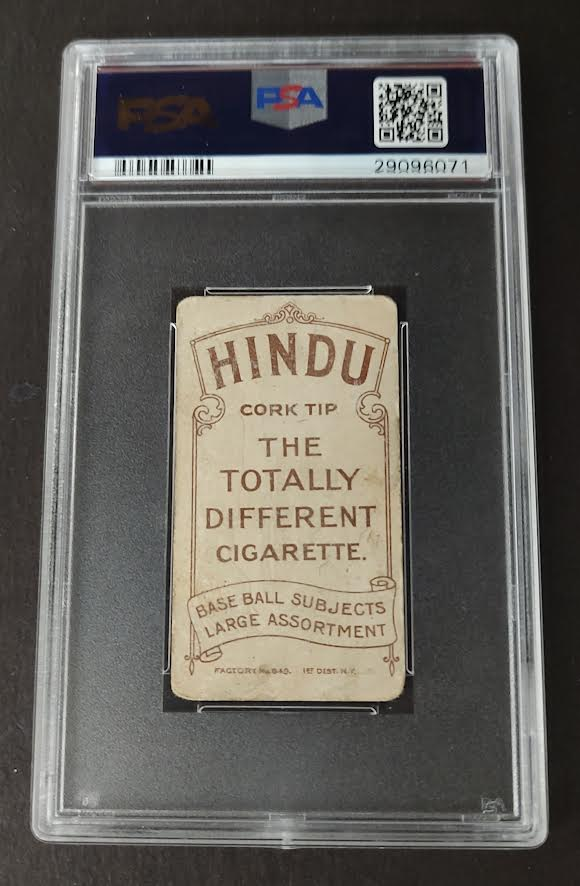 PSA PSA
29096071
HINDU
CORK TIP
THE
TOTALLY
DIFFERENT
CIGARETTE.
BASE BALL SUBJECTS
LARGE ASSORTMENT
FACTORY No. 649. 1ST DIST. N.Y.